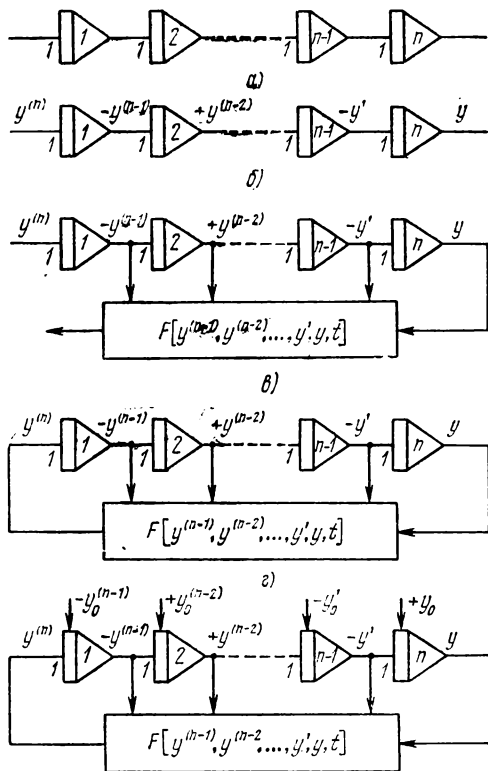 1 1 1 2 1 n-1 1 n
а)
y⁽ⁿ⁾ -y⁽ⁿ⁻¹⁾ +y⁽ⁿ⁻²⁾ -y' y
1 1 1 2 1 n-1 1 n
б)
y⁽ⁿ⁾ -y⁽ⁿ⁻¹⁾ +y⁽ⁿ⁻²⁾ -y' y
1 1 1 2 1 n-1 1 n
F[y⁽ⁿ⁻¹⁾, y⁽ⁿ⁻²⁾,..., y', y, t]
в)
y⁽ⁿ⁾ -y⁽ⁿ⁻¹⁾ +y⁽ⁿ⁻²⁾ -y' y
1 1 1 2 1 n-1 1 n
F[y⁽ⁿ⁻¹⁾, y⁽ⁿ⁻²⁾,..., y', y, t]
г)
-y₀⁽ⁿ⁻¹⁾ +y₀⁽ⁿ⁻²⁾ -y₀' +y₀
y⁽ⁿ⁾ -y⁽ⁿ⁻¹⁾ +y⁽ⁿ⁻²⁾ -y' y
1 1 1 2 1 n-1 1 n
F[y⁽ⁿ⁻¹⁾, y⁽ⁿ⁻²,..., y', y, t]